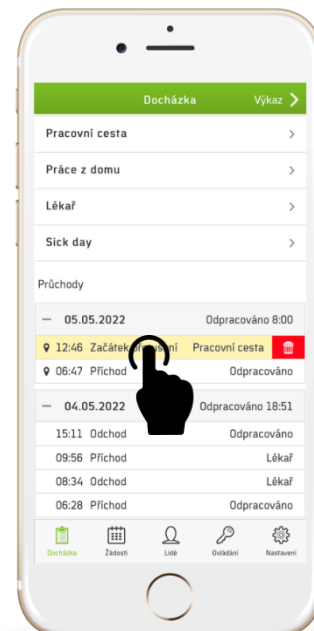 Docházka Výkaz
Pracovní cesta
Práce z domu
Lékař
Sick day
Průchody
05.05.2022 Odpracováno 8:00
12:46 Začátek Pracovní cesta
06:47 Příchod Odpracováno
04.05.2022 Odpracováno 18:51
15:11 Odchod Odpracováno
09:56 Příchod Lékař
08:34 Odchod Lékař
06:28 Příchod Odpracováno
Docházka Žádosti Lidé Ovládání Nastavení